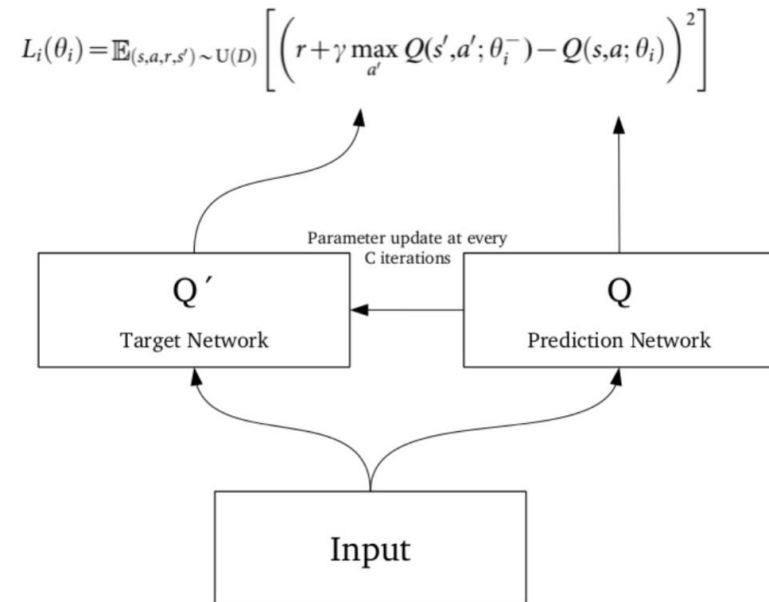 L_i(θ_i) = 𝔼_{(s,a,r,s′)∼U(D)} [ ( r + γ max_{a′} Q(s′,a′; θ_i^−) − Q(s,a; θ_i) )^2 ]
Parameter update at every
C iterations
Q ´
Target Network
Q
Prediction Network
Input